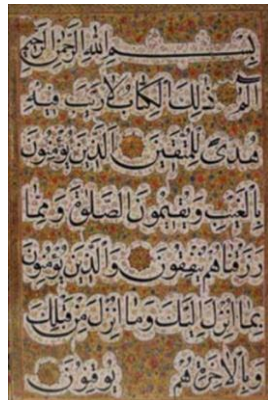 بسم الله الرحمن الرحيم
الم ذلك الكتاب لا ريب فيه
هدى للمتقين الذين يؤمنون
بالغيب ويقيمون الصلوة ومما
رزقناهم ينفقون والذين يؤمنون
بما انزل اليك وما انزل من قبلك
وبالاخرة هم يوقنون